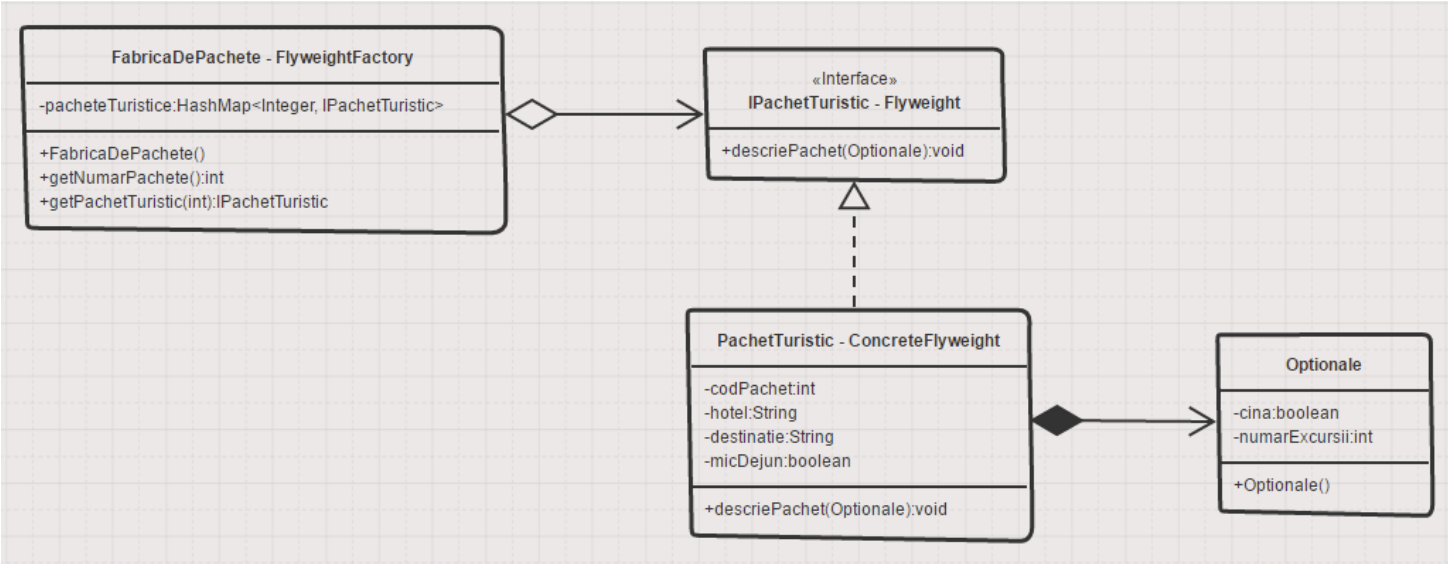 FabricaDePachete - FlyweightFactory
-pacheteTuristice:HashMap<Integer, IPachetTuristic>
+FabricaDePachete()
+getNumarPachete():int
+getPachetTuristic(int):IPachetTuristic
«Interface»
IPachetTuristic - Flyweight
+descriePachet(Optionale):void
PachetTuristic - ConcreteFlyweight
-codPachet:int
-hotel:String
-destinatie:String
-micDejun:boolean
+descriePachet(Optionale):void
Optionale
-cina:boolean
-numarExcursii:int
+Optionale()